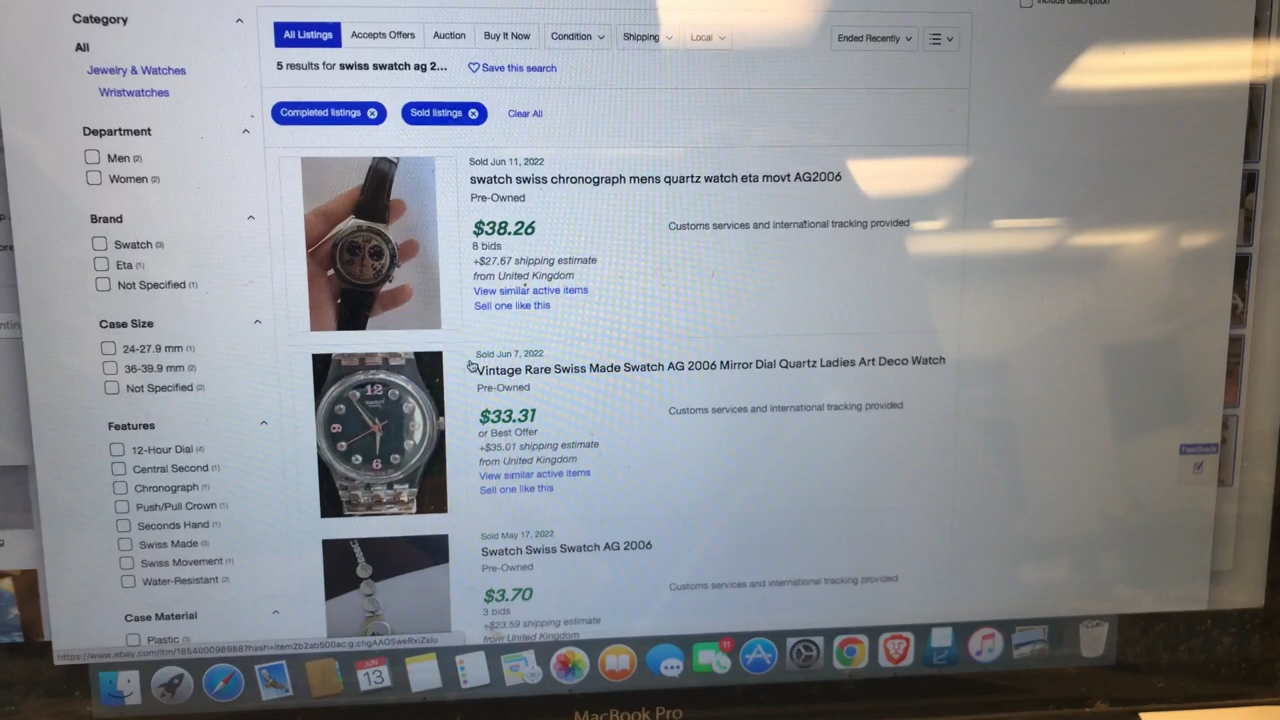 include description
Category
All
Jewelry & Watches
Wristwatches
Department
Men (2)
Women (2)
Brand
Swatch (3)
Eta (1)
Not Specified (1)
Case Size
24-27.9 mm (1)
36-39.9 mm (2)
Not Specified (2)
Features
12-Hour Dial (4)
Central Second (1)
Chronograph (1)
Push/Pull Crown (1)
Seconds Hand (1)
Swiss Made (3)
Swiss Movement (1)
Water-Resistant (2)
Case Material
Plastic (3)
All Listings Accepts Offers Auction Buy It Now Condition Shipping Local Ended Recently
5 results for swiss swatch ag 2... Save this search
Completed listings Sold listings Clear All
Sold Jun 11, 2022
swatch swiss chronograph mens quartz watch eta movt AG2006
Pre-Owned
$38.26 Customs services and international tracking provided
8 bids
+$27.67 shipping estimate
from United Kingdom
View similar active items
Sell one like this
Sold Jun 7, 2022
Vintage Rare Swiss Made Swatch AG 2006 Mirror Dial Quartz Ladies Art Deco Watch
Pre-Owned
$33.31 Customs services and international tracking provided
or Best Offer
+$35.01 shipping estimate
from United Kingdom
View similar active items
Sell one like this
12
6
Sold May 17, 2022
Swatch Swiss Swatch AG 2006
Pre-Owned
$3.70 Customs services and international tracking provided
3 bids
+$23.59 shipping estimate
from United Kingdom
Feedback
JUN
13
11
MacBook Pro